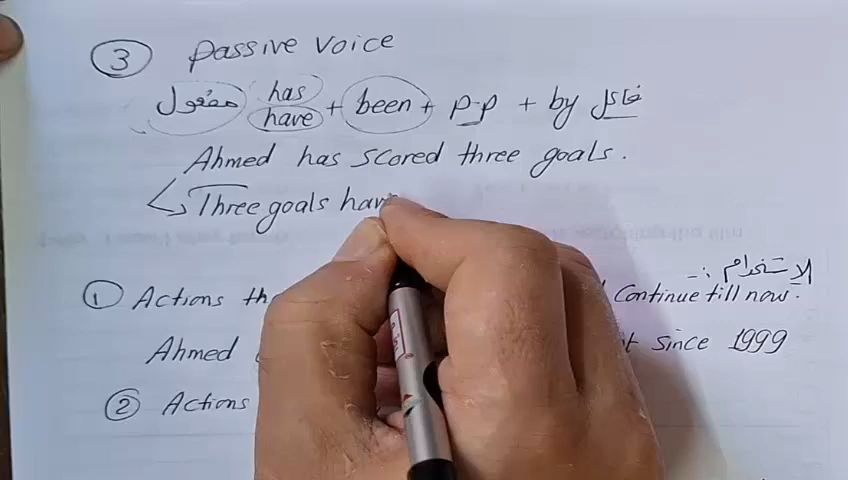 3 Passive Voice
مفعول has have + been + p.p + by فاعل
Ahmed has scored three goals.
Three goals hav
الاستخدام :-
1 Actions th Continue till now.
Ahmed since 1999
2 Actions